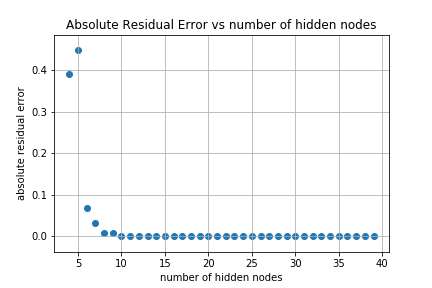 Absolute Residual Error vs number of hidden nodes
absolute residual error
0.4
0.3
0.2
0.1
0.0
5 10 15 20 25 30 35 40
number of hidden nodes